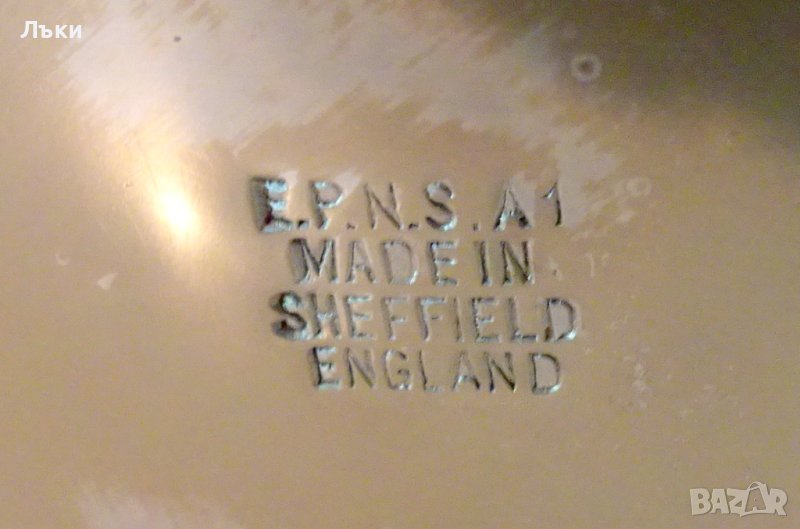 Лъки
E.P.N.S. A1
MADE IN
SHEFFIELD
ENGLAND
BAZAR